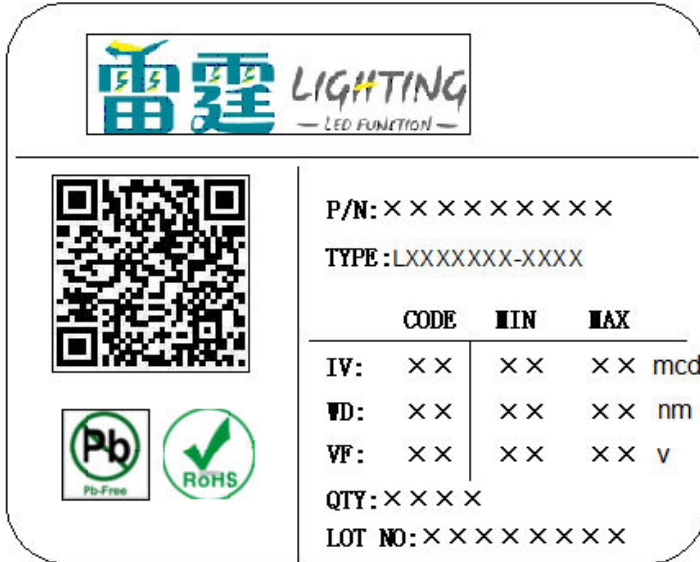 雷霆 LIGHTING
— LED FUNCTION —
P/N:×××××××××
TYPE:LXXXXXXX-XXXX
CODE MIN MAX
IV: ×× ×× ×× mcd
WD: ×× ×× ×× nm
VF: ×× ×× ×× v
QTY:××××
LOT NO:××××××××
Pb
Pb-Free
RoHS